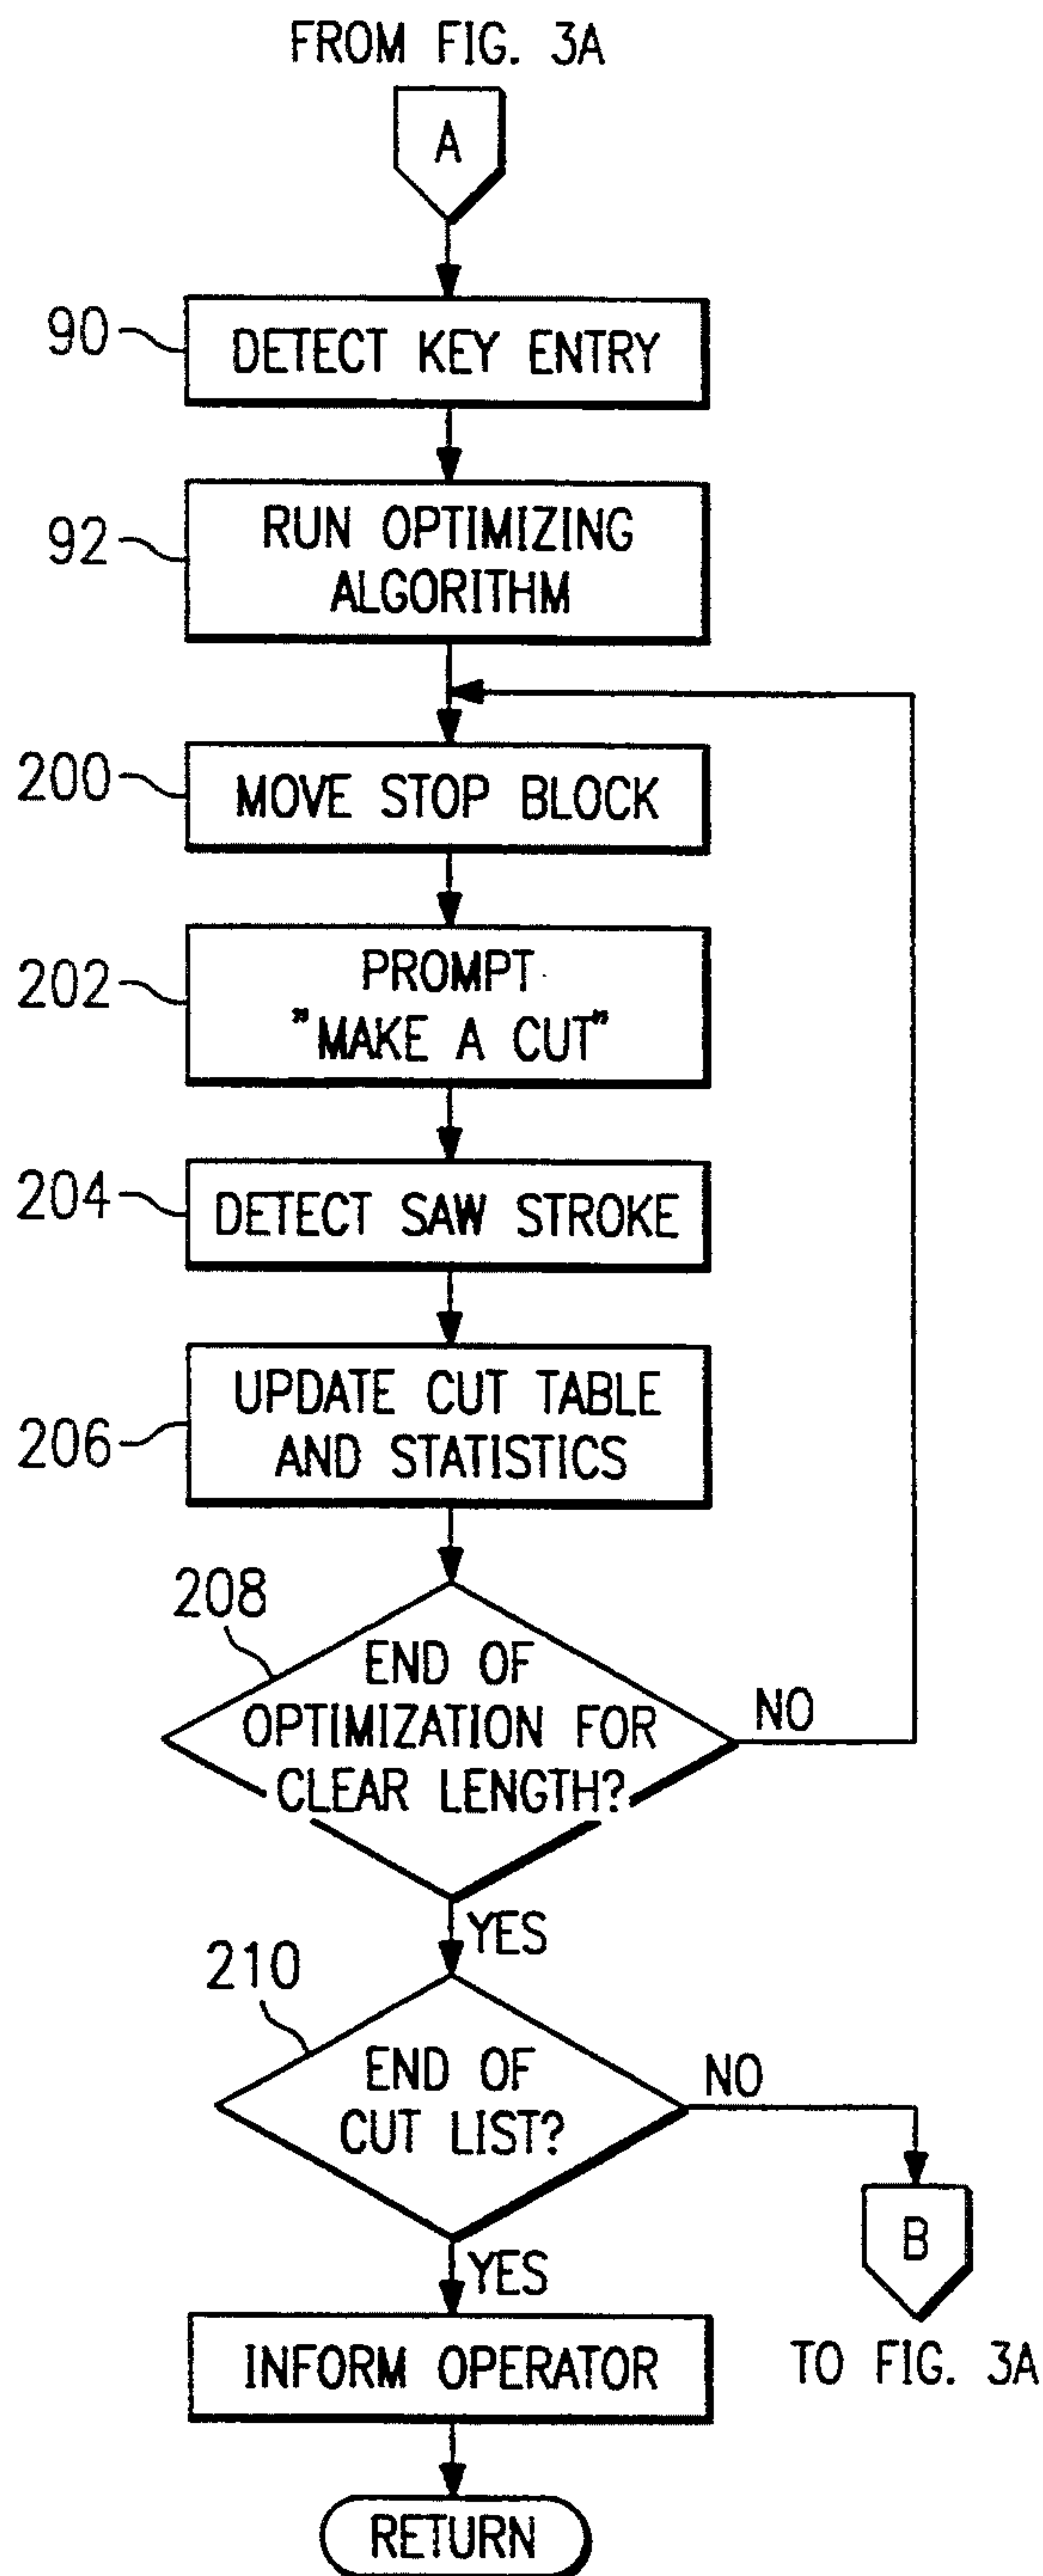 FROM FIG. 3A
A
90
DETECT KEY ENTRY
92
RUN OPTIMIZING
ALGORITHM
200
MOVE STOP BLOCK
202
PROMPT
"MAKE A CUT"
204
DETECT SAW STROKE
206
UPDATE CUT TABLE
AND STATISTICS
208
END OF
OPTIMIZATION FOR
CLEAR LENGTH?
NO
YES
210
END OF
CUT LIST?
NO
B
TO FIG. 3A
YES
INFORM OPERATOR
RETURN